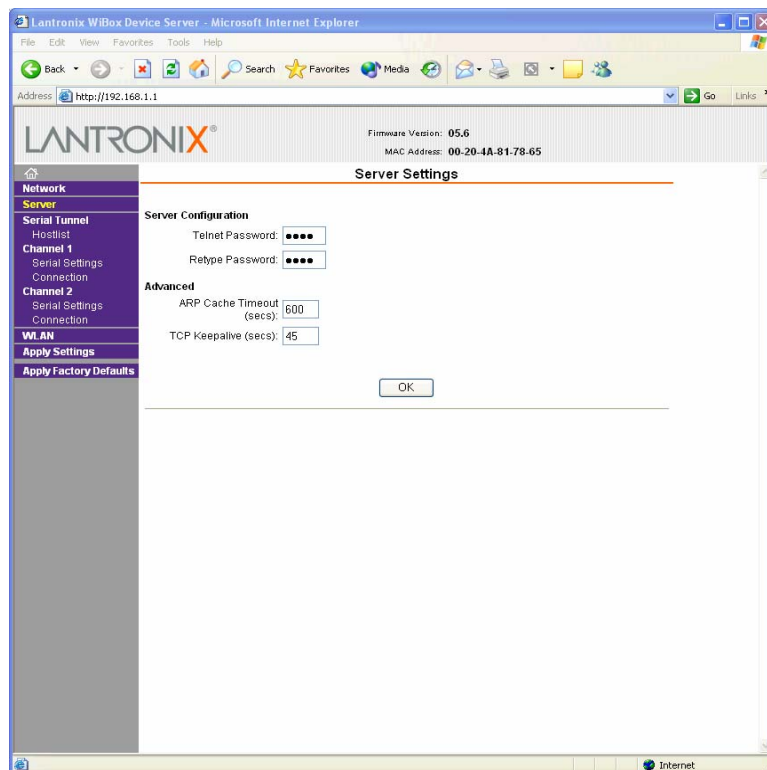 Lantronix WiBox Device Server - Microsoft Internet Explorer
File Edit View Favorites Tools Help
Back Search Favorites Media
Address http://192.168.1.1 Go Links
LANTRONIX®
Firmware Version: 05.6
MAC Address: 00-20-4A-81-78-65
Network
Server
Serial Tunnel
Hostlist
Channel 1
Serial Settings
Connection
Channel 2
Serial Settings
Connection
WLAN
Apply Settings
Apply Factory Defaults
Server Settings
Server Configuration
Telnet Password: ●●●●
Retype Password: ●●●●
Advanced
ARP Cache Timeout
(secs): 600
TCP Keepalive (secs): 45
OK
Internet